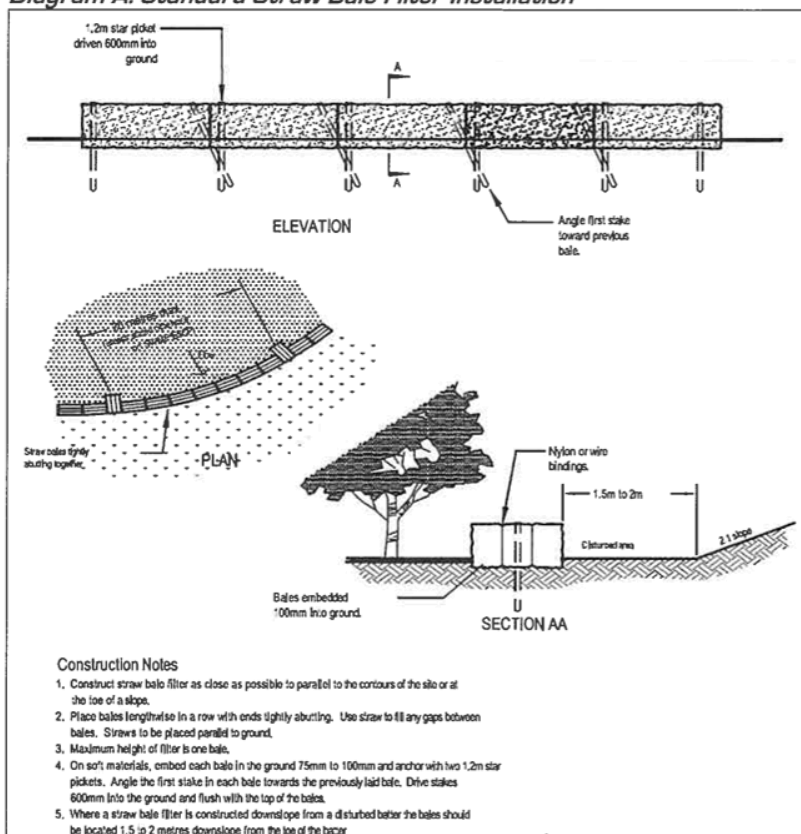 Diagram A: Standard Straw Bale Filter Installation
1.2m star picket
driven 600mm into
ground
A
A
ELEVATION
Angle first stake
toward previous
bale.
20 metres max.
Straw bales tightly
abutting together.
PLAN
Nylon or wire
bindings.
1.5m to 2m
Disturbed area
2:1 slope
Bales embedded
100mm into ground.
SECTION AA
Construction Notes
1. Construct straw bale filter as close as possible to parallel to the contours of the site or at
the toe of a slope.
2. Place bales lengthwise in a row with ends tightly abutting. Use straw to fill any gaps between
bales. Straws to be placed parallel to ground.
3. Maximum height of filter is one bale.
4. On soft materials, embed each bale in the ground 75mm to 100mm and anchor with two 1.2m star
pickets. Angle the first stake in each bale towards the previously laid bale. Drive stakes
600mm into the ground and flush with the top of the bales.
5. Where a straw bale filter is constructed downslope from a disturbed batter the bales should
be located 1.5 to 2 metres downslope from the toe of the batter